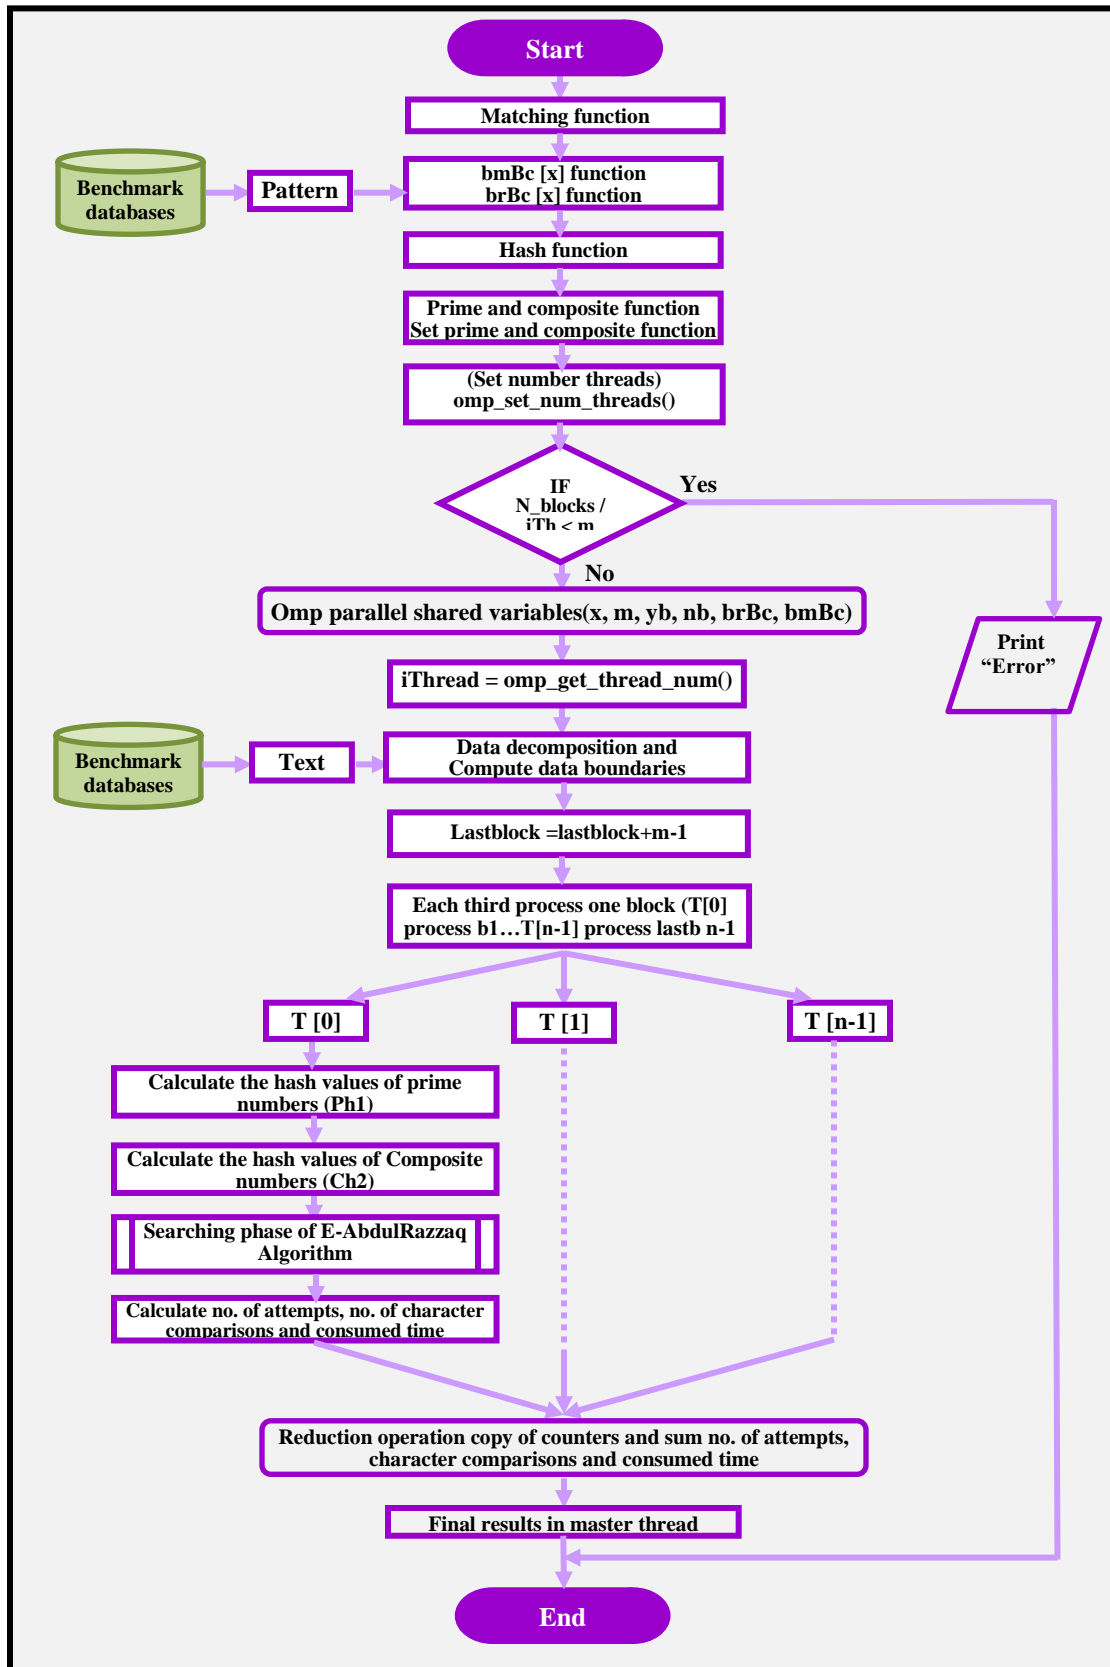 Start
Matching function
Benchmark
databases
Pattern
bmBc [x] function
brBc [x] function
Hash function
Prime and composite function
Set prime and composite function
(Set number threads)
omp_set_num_threads()
IF
N_blocks /
iTh < m
Yes
No
Omp parallel shared variables(x, m, yb, nb, brBc, bmBc)
Print
“Error”
iThread = omp_get_thread_num()
Benchmark
databases
Text
Data decomposition and
Compute data boundaries
Lastblock =lastblock+m-1
Each third process one block (T[0]
process b1…T[n-1] process lastb n-1
T [0]
T [1]
T [n-1]
Calculate the hash values of prime
numbers (Ph1)
Calculate the hash values of Composite
numbers (Ch2)
Searching phase of E-AbdulRazzaq
Algorithm
Calculate no. of attempts, no. of character
comparisons and consumed time
Reduction operation copy of counters and sum no. of attempts,
character comparisons and consumed time
Final results in master thread
End